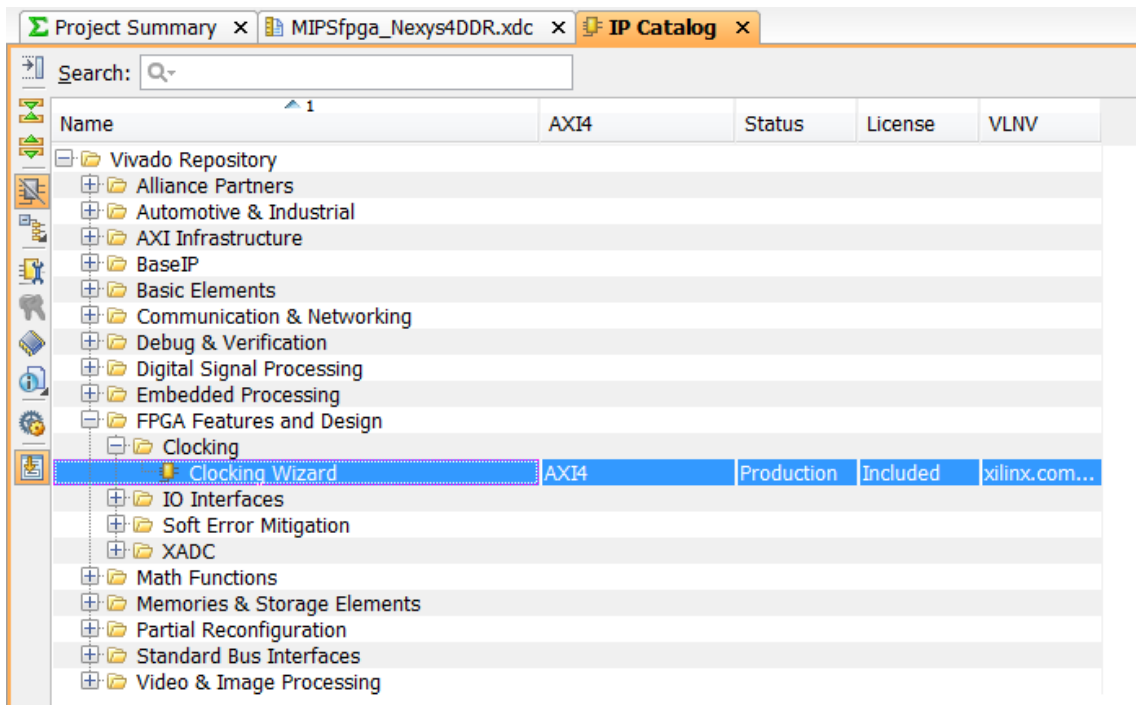 Project Summary × MIPSfpga_Nexys4DDR.xdc × IP Catalog ×
Search:
Name 1 AXI4 Status License VLNV
Vivado Repository
Alliance Partners
Automotive & Industrial
AXI Infrastructure
BaseIP
Basic Elements
Communication & Networking
Debug & Verification
Digital Signal Processing
Embedded Processing
FPGA Features and Design
Clocking
Clocking Wizard AXI4 Production Included xilinx.com...
IO Interfaces
Soft Error Mitigation
XADC
Math Functions
Memories & Storage Elements
Partial Reconfiguration
Standard Bus Interfaces
Video & Image Processing